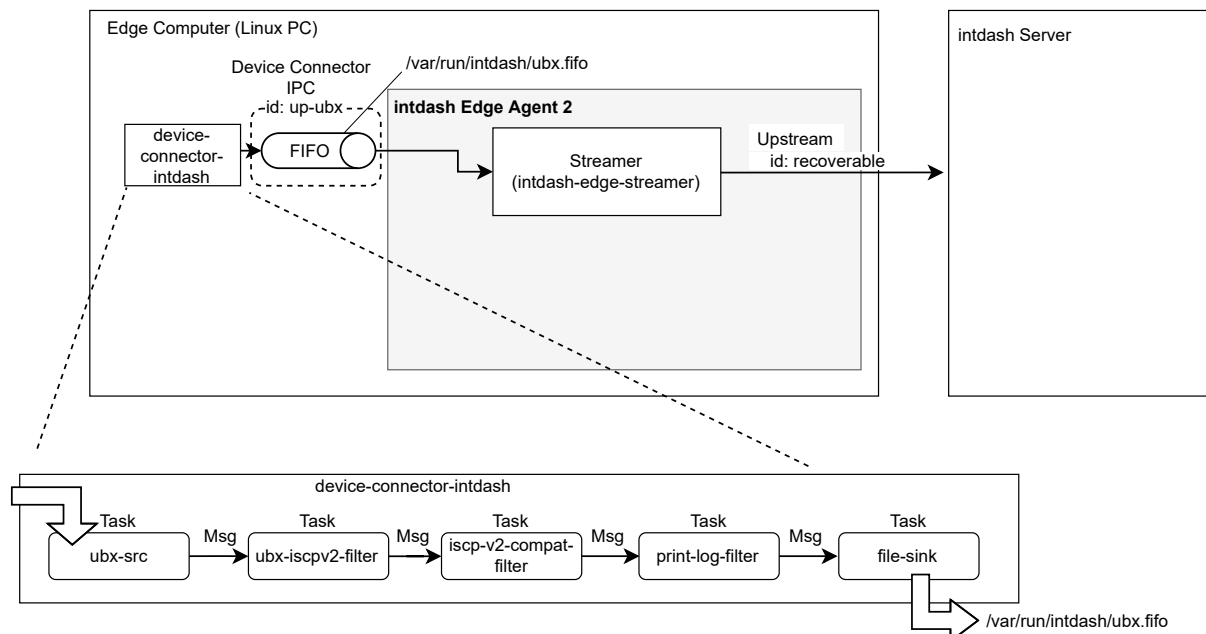 Edge Computer (Linux PC)
intdash Server
Device Connector
IPC
id: up-ubx
/var/run/intdash/ubx.fifo
intdash Edge Agent 2
device-
connector-
intdash
FIFO
Streamer
(intdash-edge-streamer)
Upstream
id: recoverable
device-connector-intdash
Task
Task
Task
Task
Task
Msg
Msg
Msg
Msg
ubx-src
ubx-iscpv2-filter
iscp-v2-compat-
filter
print-log-filter
file-sink
/var/run/intdash/ubx.fifo